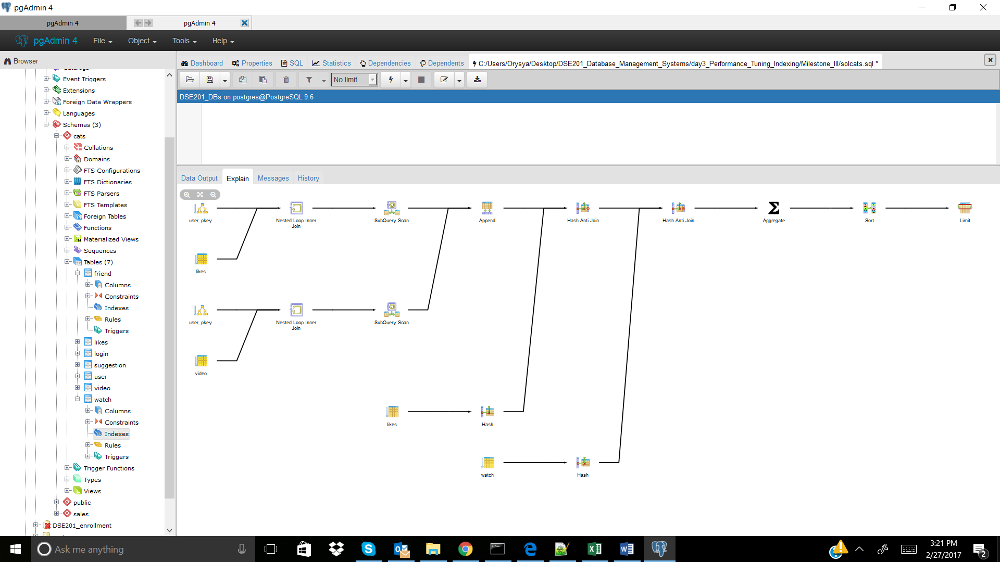 pgAdmin 4
pgAdmin 4
pgAdmin 4
pgAdmin 4
File
Object
Tools
Help
Browser
Event Triggers
Extensions
Foreign Data Wrappers
Languages
Schemas (3)
cats
Collations
Domains
FTS Configurations
FTS Dictionaries
FTS Parsers
FTS Templates
Foreign Tables
Functions
Materialized Views
Sequences
Tables (7)
friend
Columns
Constraints
Indexes
Rules
Triggers
likes
login
suggestion
user
video
watch
Columns
Constraints
Indexes
Rules
Triggers
Trigger Functions
Types
Views
public
sales
DSE201_enrollment
Dashboard
Properties
SQL
Statistics
Dependencies
Dependents
C:/Users/Orysya/Desktop/DSE201_Database_Management_Systems/day3_Performance_Tuning_Indexing/Milestone_III/solcats.sql *
No limit
DSE201_DBs on postgres@PostgreSQL 9.6
Data Output
Explain
Messages
History
user_pkey
Nested Loop Inner
Join
SubQuery Scan
Append
Hash Anti Join
Hash Anti Join
Aggregate
Sort
Limit
likes
user_pkey
Nested Loop Inner
Join
SubQuery Scan
video
likes
Hash
watch
Hash
Ask me anything
3:21 PM
2/27/2017
2